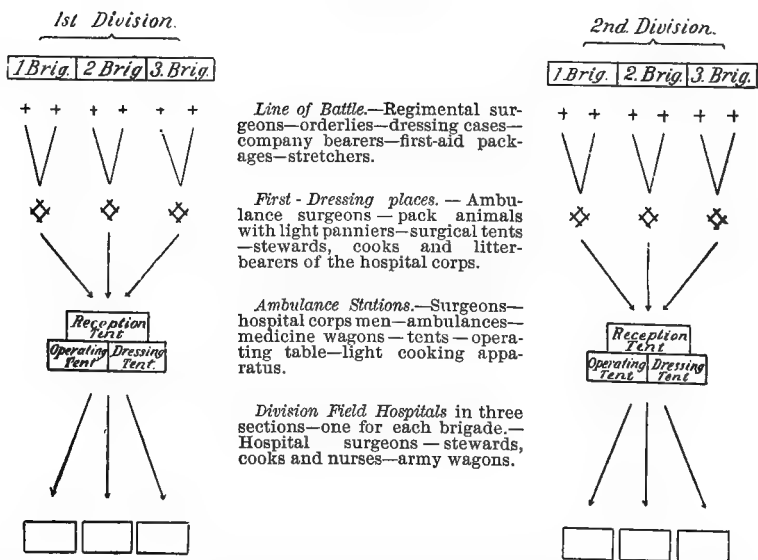 1st Division.
1 Brig. 2 Brig 3. Brig.
Line of Battle.—Regimental sur-
geons—orderlies—dressing cases—
company bearers—first-aid pack-
ages—stretchers.
First - Dressing places. — Ambu-
lance surgeons — pack animals
with light panniers—surgical tents
—stewards, cooks and litter-
bearers of the hospital corps.
Ambulance Stations.—Surgeons—
hospital corps men—ambulances—
medicine wagons — tents — opera-
ting table—light cooking appa-
ratus.
Division Field Hospitals in three
sections—one for each brigade.—
Hospital surgeons — stewards,
cooks and nurses—army wagons.
Reception
Tent
Operating
Tent
Dressing
Tent.
2nd. Division.
1 Brig. 2. Brig. 3. Brig.
Reception
Tent
Operating
Tent
Dressing
Tent